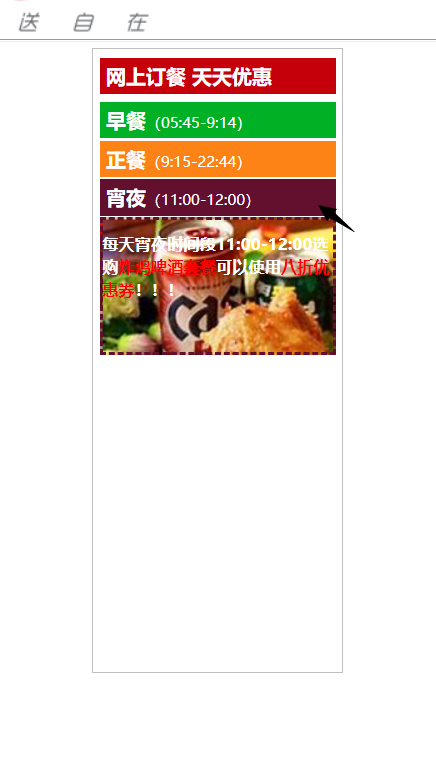 送 自 在
网上订餐 天天优惠
早餐 (05:45-9:14)
正餐 (9:15-22:44)
宵夜 (11:00-12:00)
每天宵夜时间段11:00-12:00选
购炸鸡啤酒套餐可以使用八折优
惠券！！！